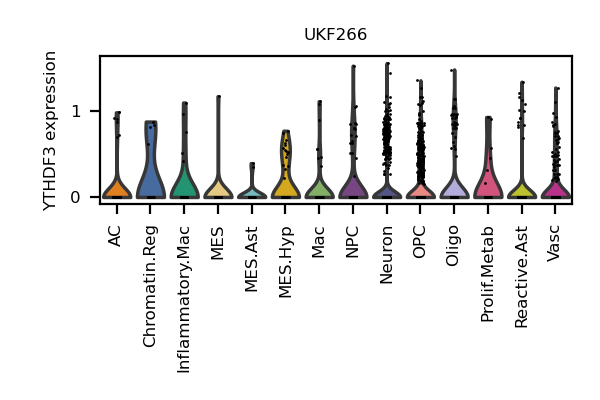 UKF266
YTHDF3 expression
1
0
AC
Chromatin.Reg
Inflammatory.Mac
MES
MES.Ast
MES.Hyp
Mac
NPC
Neuron
OPC
Oligo
Prolif.Metab
Reactive.Ast
Vasc